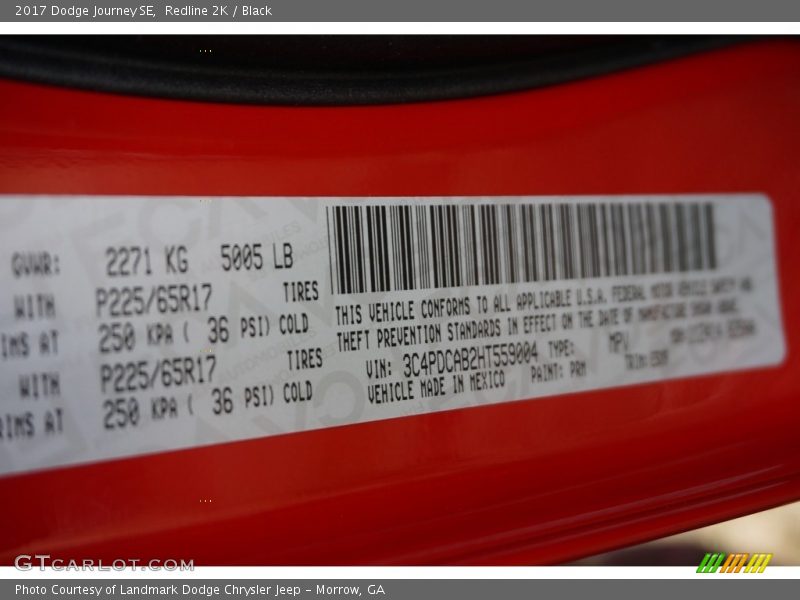 2017 Dodge Journey SE, Redline 2K / Black
GVWR: 2271 KG 5005 LB
WITH P225/65R17 TIRES
RIMS AT 250 KPA ( 36 PSI) COLD
WITH P225/65R17 TIRES
RIMS AT 250 KPA ( 36 PSI) COLD
THIS VEHICLE CONFORMS TO ALL APPLICABLE U.S.A. FEDERAL MOTOR VEHICLE SAFETY AND
THEFT PREVENTION STANDARDS IN EFFECT ON THE DATE OF MANUFACTURE SHOWN ABOVE.
VIN: 3C4PDCAB2HT559004 TYPE: MPV
VEHICLE MADE IN MEXICO PAINT: PRM TRIM:
GTCARLOT.COM
Photo Courtesy of Landmark Dodge Chrysler Jeep – Morrow, GA